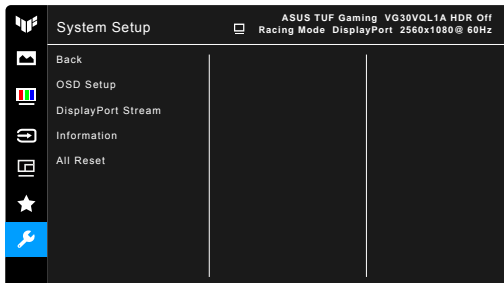 System Setup
ASUS TUF Gaming VG30VQL1A HDR Off
Racing Mode DisplayPort 2560x1080@ 60Hz
Back
OSD Setup
DisplayPort Stream
Information
All Reset